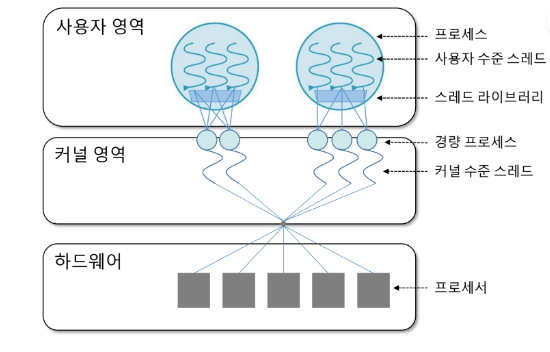 사용자 영역
프로세스
사용자 수준 스레드
스레드 라이브러리
커널 영역
경량 프로세스
커널 수준 스레드
하드웨어
프로세서